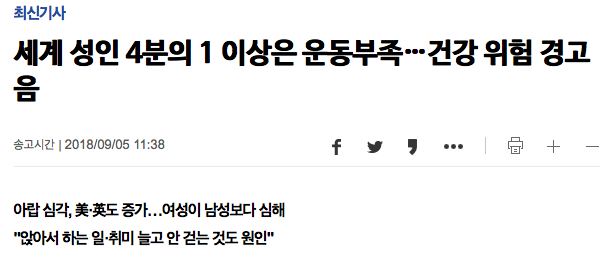 최신기사
세계 성인 4분의 1 이상은 운동부족…건강 위험 경고
음
송고시간 | 2018/09/05 11:38
아랍 심각, 美·英도 증가…여성이 남성보다 심해
"앉아서 하는 일·취미 늘고 안 걷는 것도 원인"